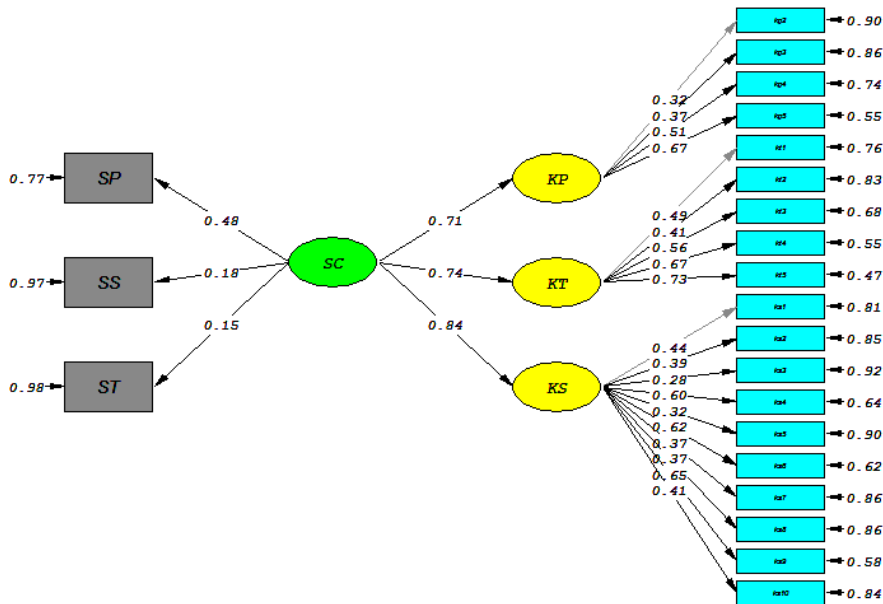 0.77
SP
0.97
SS
0.98
ST
0.48
0.18
0.15
SC
0.71
0.74
0.84
KP
KT
KS
0.32
0.37
0.51
0.67
0.49
0.41
0.56
0.67
0.73
0.44
0.39
0.28
0.60
0.32
0.62
0.37
0.37
0.65
0.41
kp2 0.90
kp3 0.86
kp4 0.74
kp5 0.55
kt1 0.76
kt2 0.83
kt3 0.68
kt4 0.55
kt5 0.47
ks1 0.81
ks2 0.85
ks3 0.92
ks4 0.64
ks5 0.90
ks6 0.62
ks7 0.86
ks8 0.86
ks9 0.58
ks10 0.84